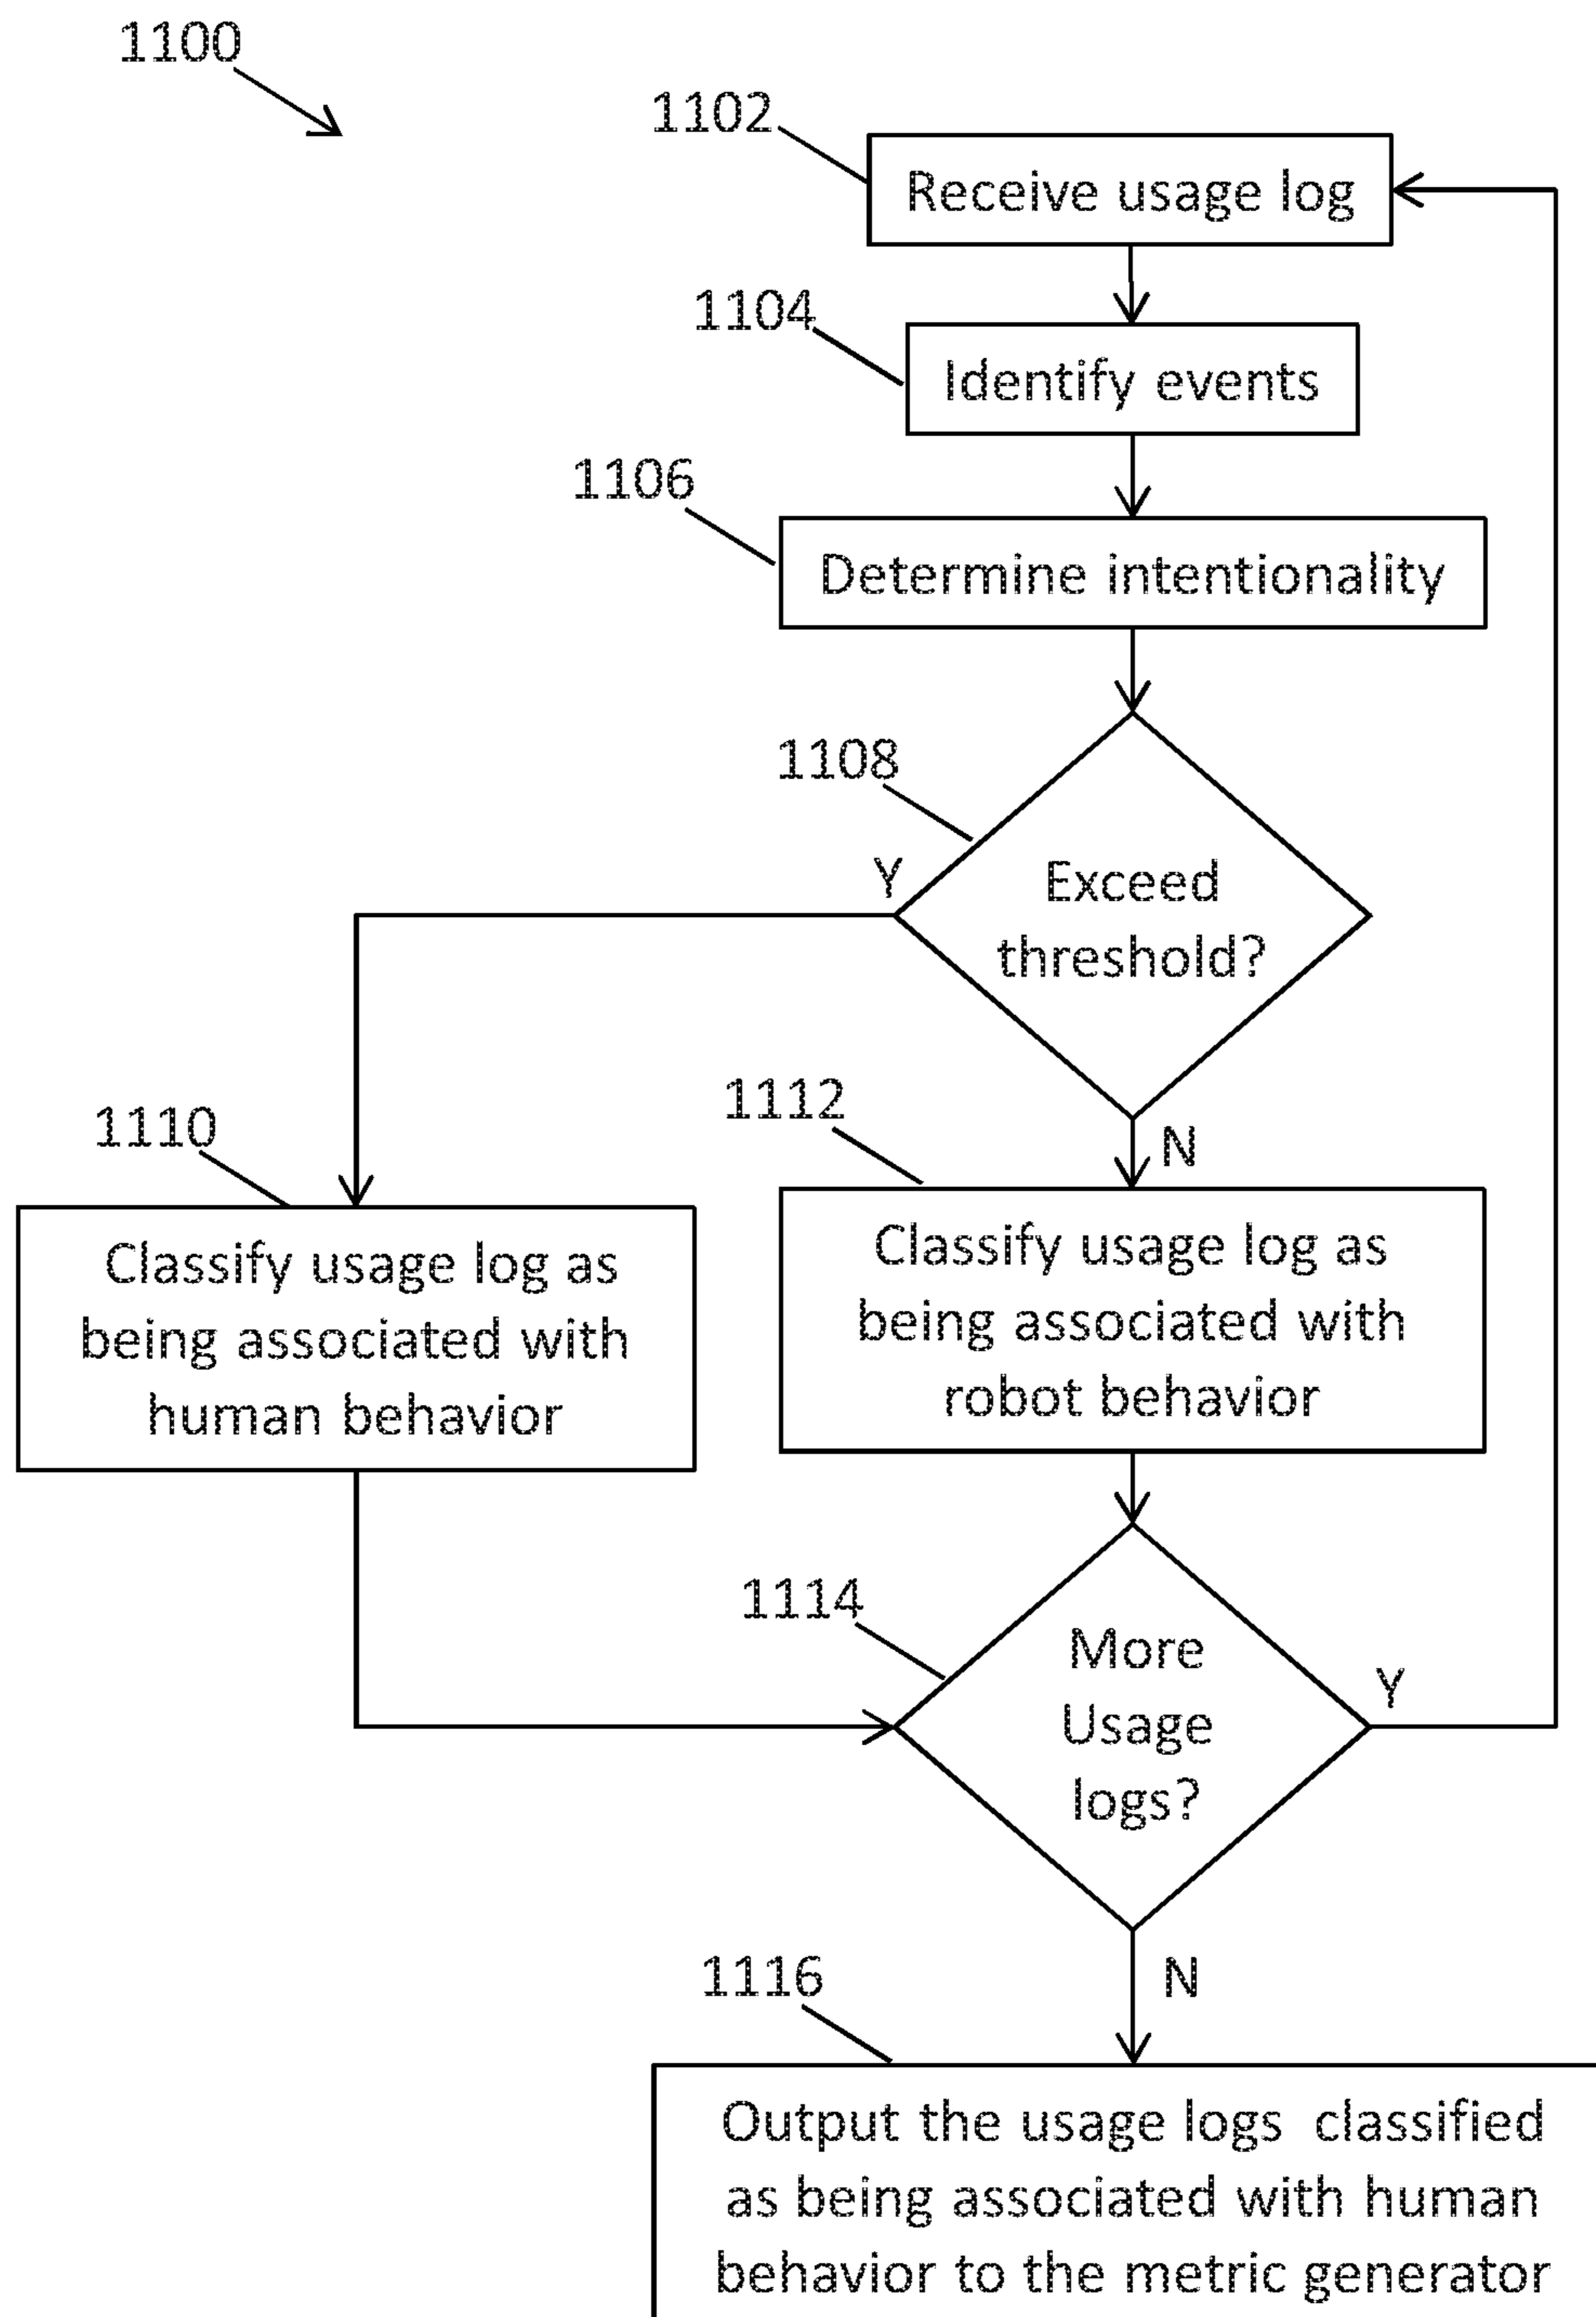 1100
1102
Receive usage log
1104
Identify events
1106
Determine intentionality
1108
Y
Exceed
threshold?
N
1110
Classify usage log as
being associated with
human behavior
1112
Classify usage log as
being associated with
robot behavior
1114
More
Usage
logs?
Y
N
1116
Output the usage logs classified
as being associated with human
behavior to the metric generator